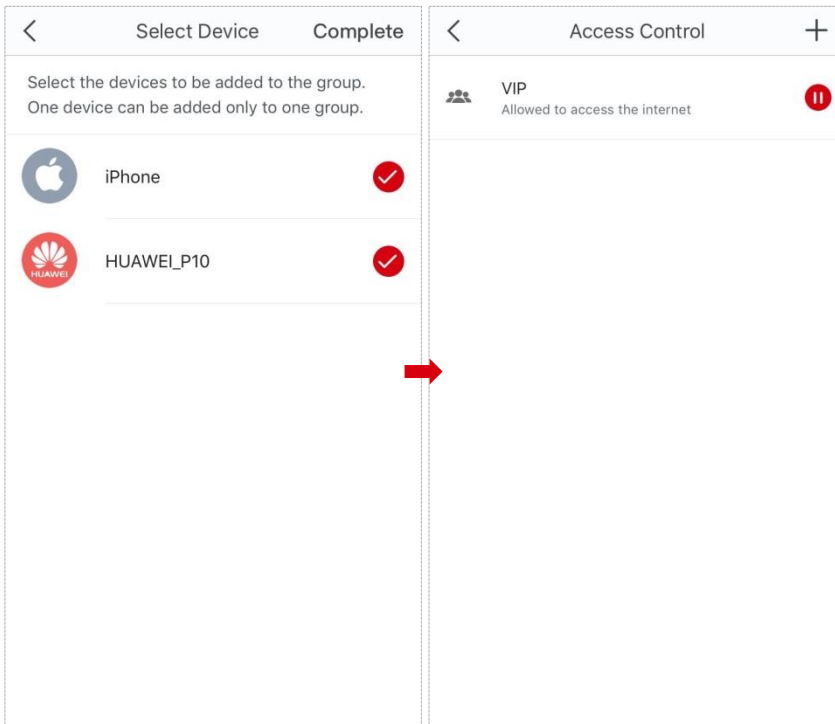 Select Device
Complete
Select the devices to be added to the group.
One device can be added only to one group.
iPhone
HUAWEI
HUAWEI_P10
Access Control
VIP
Allowed to access the internet